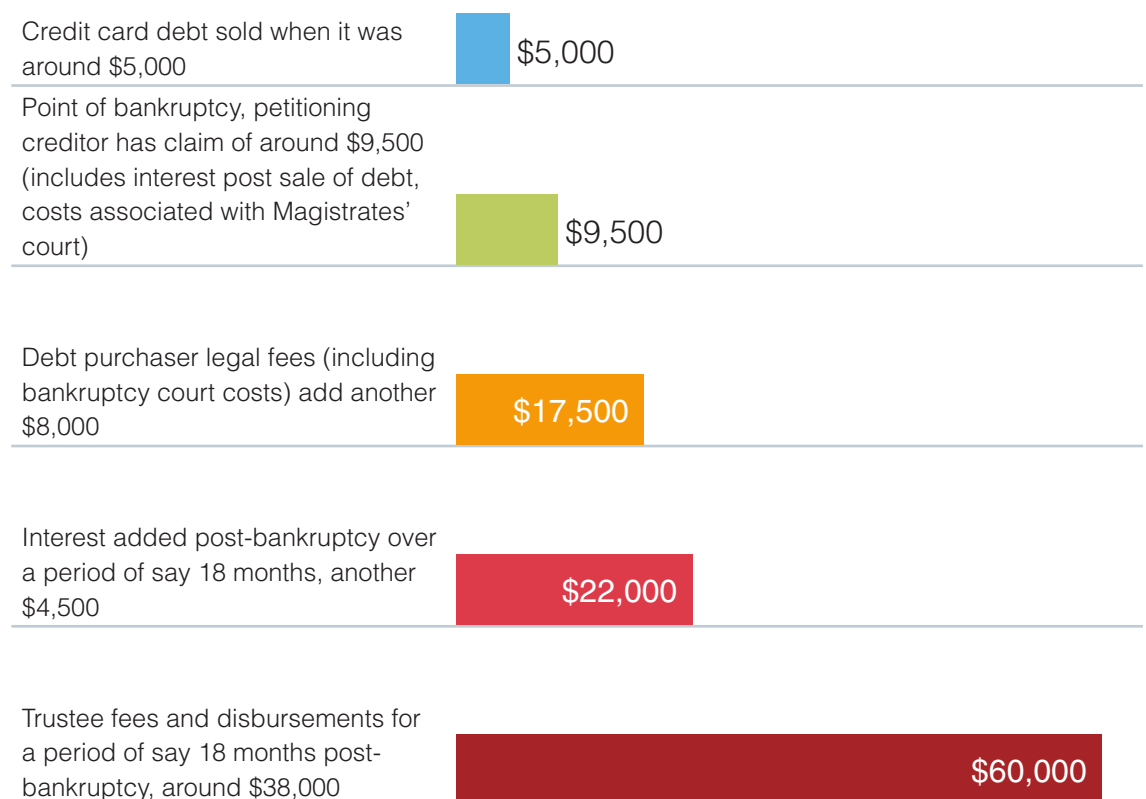 Credit card debt sold when it was
around $5,000
$5,000
Point of bankruptcy, petitioning
creditor has claim of around $9,500
(includes interest post sale of debt,
costs associated with Magistrates’
court)
$9,500
Debt purchaser legal fees (including
bankruptcy court costs) add another
$8,000
$17,500
Interest added post-bankruptcy over
a period of say 18 months, another
$4,500
$22,000
Trustee fees and disbursements for
a period of say 18 months post-
bankruptcy, around $38,000
$60,000